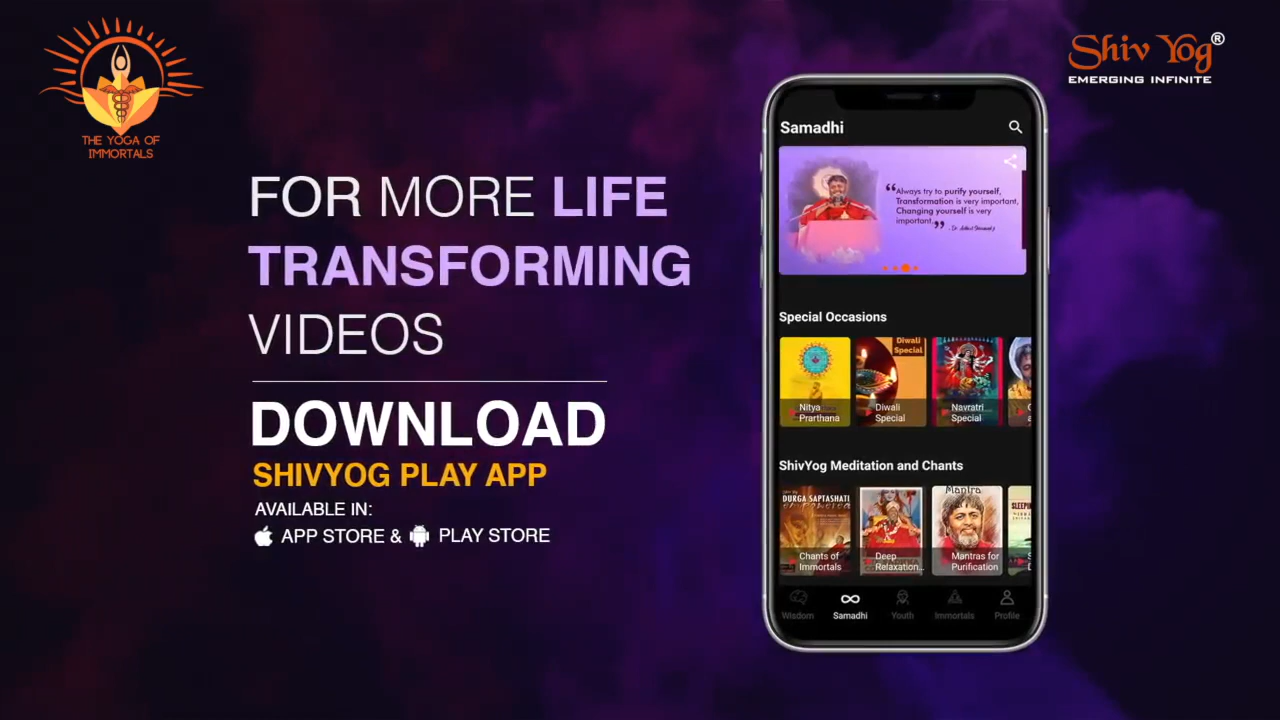 THE YOGA OF
IMMORTALS
Shiv Yog®
EMERGING INFINITE
FOR MORE LIFE
TRANSFORMING
VIDEOS
DOWNLOAD
SHIVYOG PLAY APP
AVAILABLE IN:
APP STORE & PLAY STORE
Samadhi
“Always try to purify yourself,
Transformation is very important,
Changing yourself is very
important.”
Special Occasions
Diwali
Special
Nitya
Prarthana
Diwali
Special
Navratri
Special
ShivYog Meditation and Chants
DURGA SAPTASHATI
Mantra
Chants of
Immortals
Deep
Relaxation...
Mantras for
Purification
Wisdom
Samadhi
Youth
Immortals
Profile